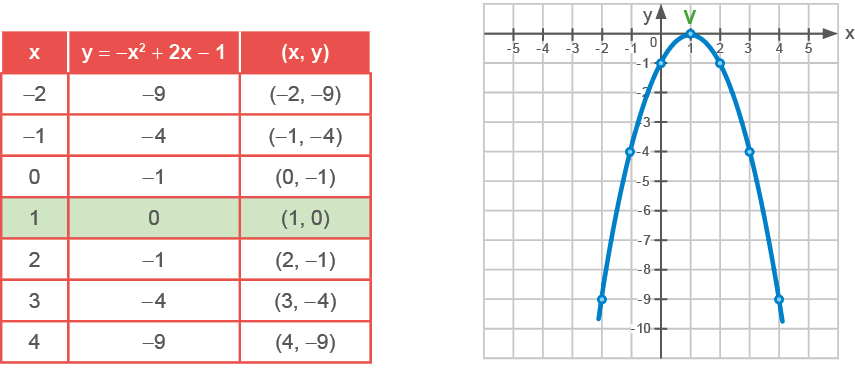 x y = −x² + 2x − 1 (x, y)
−2 −9 (−2, −9)
−1 −4 (−1, −4)
0 −1 (0, −1)
1 0 (1, 0)
2 −1 (2, −1)
3 −4 (3, −4)
4 −9 (4, −9)
y V
x
-5 -4 -3 -2 -1 0 1 2 3 4 5
-1
-2
-3
-4
-5
-6
-7
-8
-9
-10